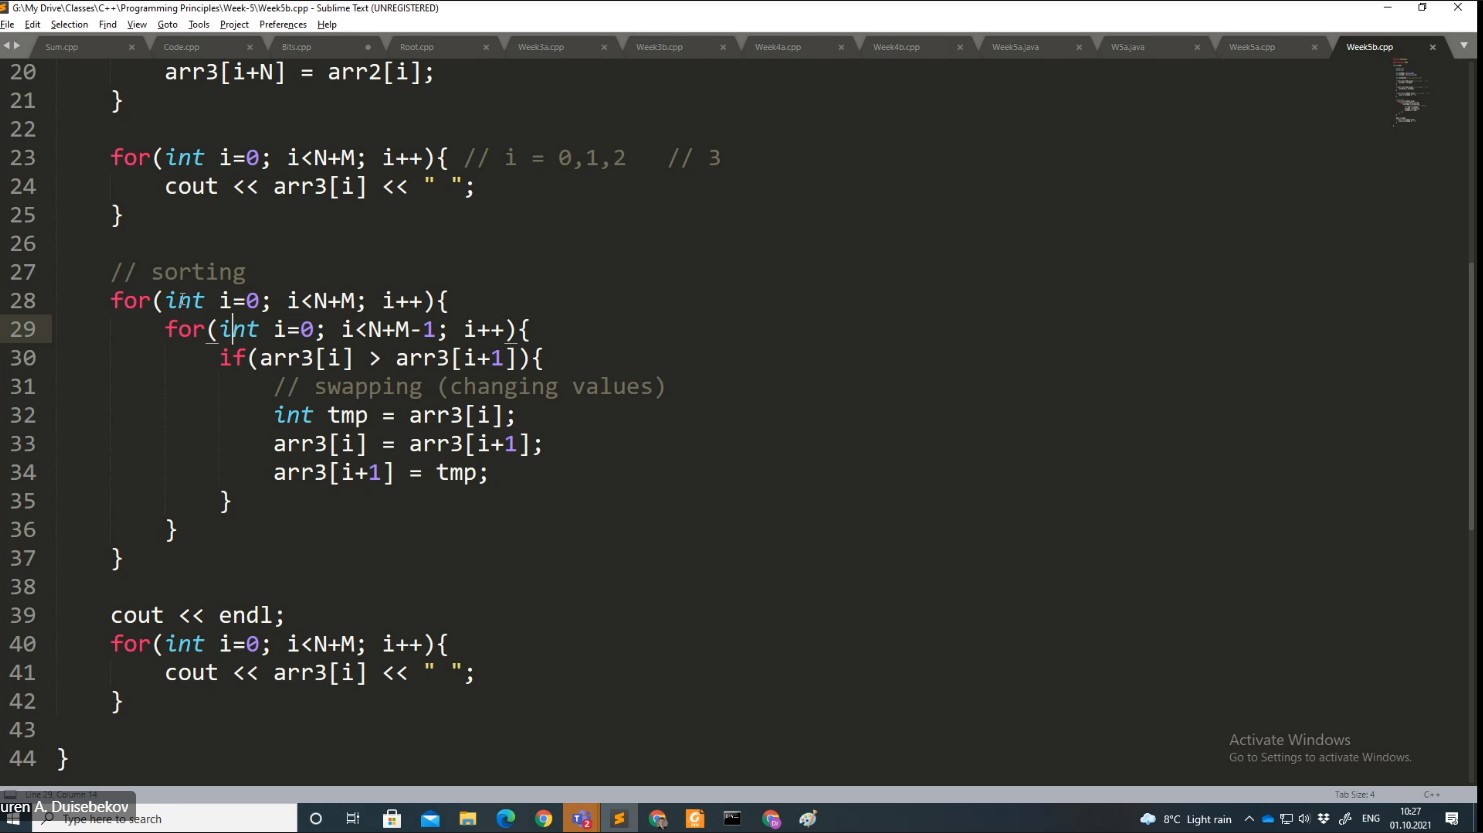 G:\My Drive\Classes\C++\Programming Principles\Week-5\Week5b.cpp - Sublime Text (UNREGISTERED)
File Edit Selection Find View Goto Tools Project Preferences Help
Sum.cpp Code.cpp Bits.cpp Root.cpp Week3a.cpp Week3b.cpp Week4a.cpp Week4b.cpp Week5a.java W5a.java Week5a.cpp Week5b.cpp
20 arr3[i+N] = arr2[i];
21 }
22
23 for(int i=0; i<N+M; i++){ // i = 0,1,2 // 3
24 cout << arr3[i] << " ";
25 }
26
27 // sorting
28 for(int i=0; i<N+M; i++){
29 for(int i=0; i<N+M-1; i++){
30 if(arr3[i] > arr3[i+1]){
31 // swapping (changing values)
32 int tmp = arr3[i];
33 arr3[i] = arr3[i+1];
34 arr3[i+1] = tmp;
35 }
36 }
37 }
38
39 cout << endl;
40 for(int i=0; i<N+M; i++){
41 cout << arr3[i] << " ";
42 }
43
44 }
Activate Windows
Go to Settings to activate Windows.
Line 29, Column 14 Tab Size: 4 C++
uren A. Duisebekov
Type here to search
8°C Light rain ENG 10:27
01.10.2021